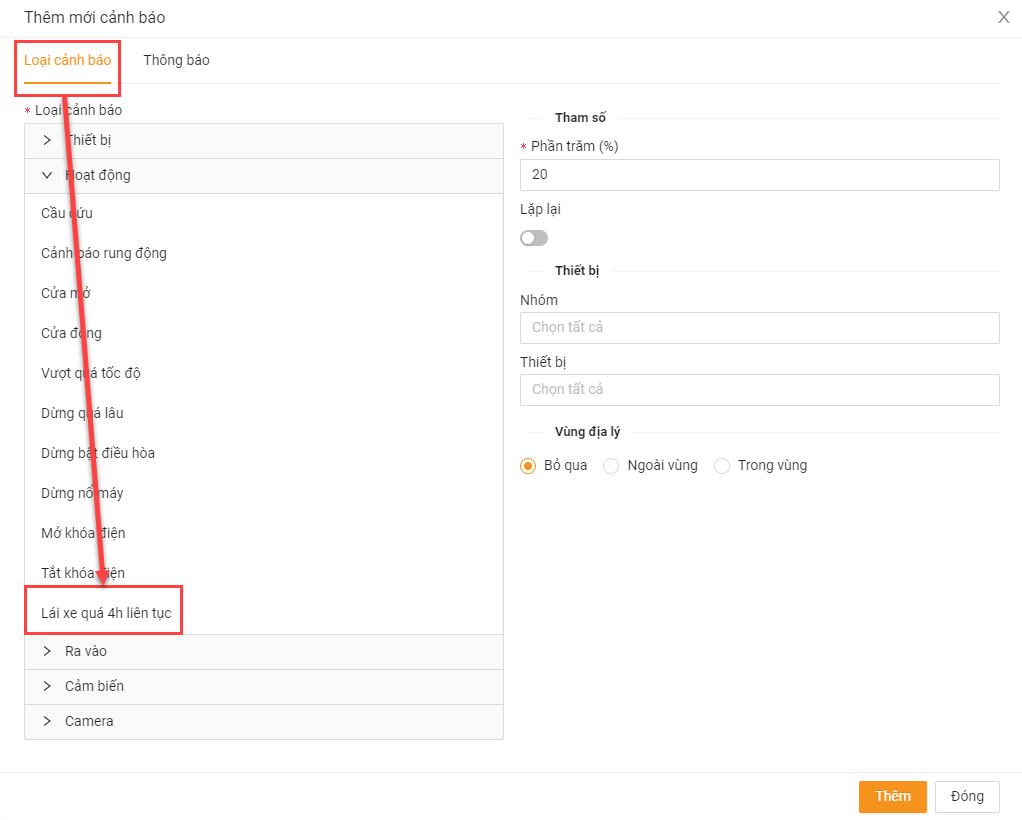 Thêm mới cảnh báo
Loại cảnh báo
Thông báo
* Loại cảnh báo
Thiết bị
Hoạt động
Cầu cứu
Cảnh báo rung động
Cửa mở
Cửa đóng
Vượt quá tốc độ
Dừng quá lâu
Dừng bật điều hòa
Dừng nổ máy
Mở khóa điện
Tắt khóa điện
Lái xe quá 4h liên tục
Ra vào
Cảm biến
Camera
Tham số
* Phần trăm (%)
20
Lặp lại
Thiết bị
Nhóm
Chọn tất cả
Thiết bị
Chọn tất cả
Vùng địa lý
Bỏ qua
Ngoài vùng
Trong vùng
Thêm
Đóng